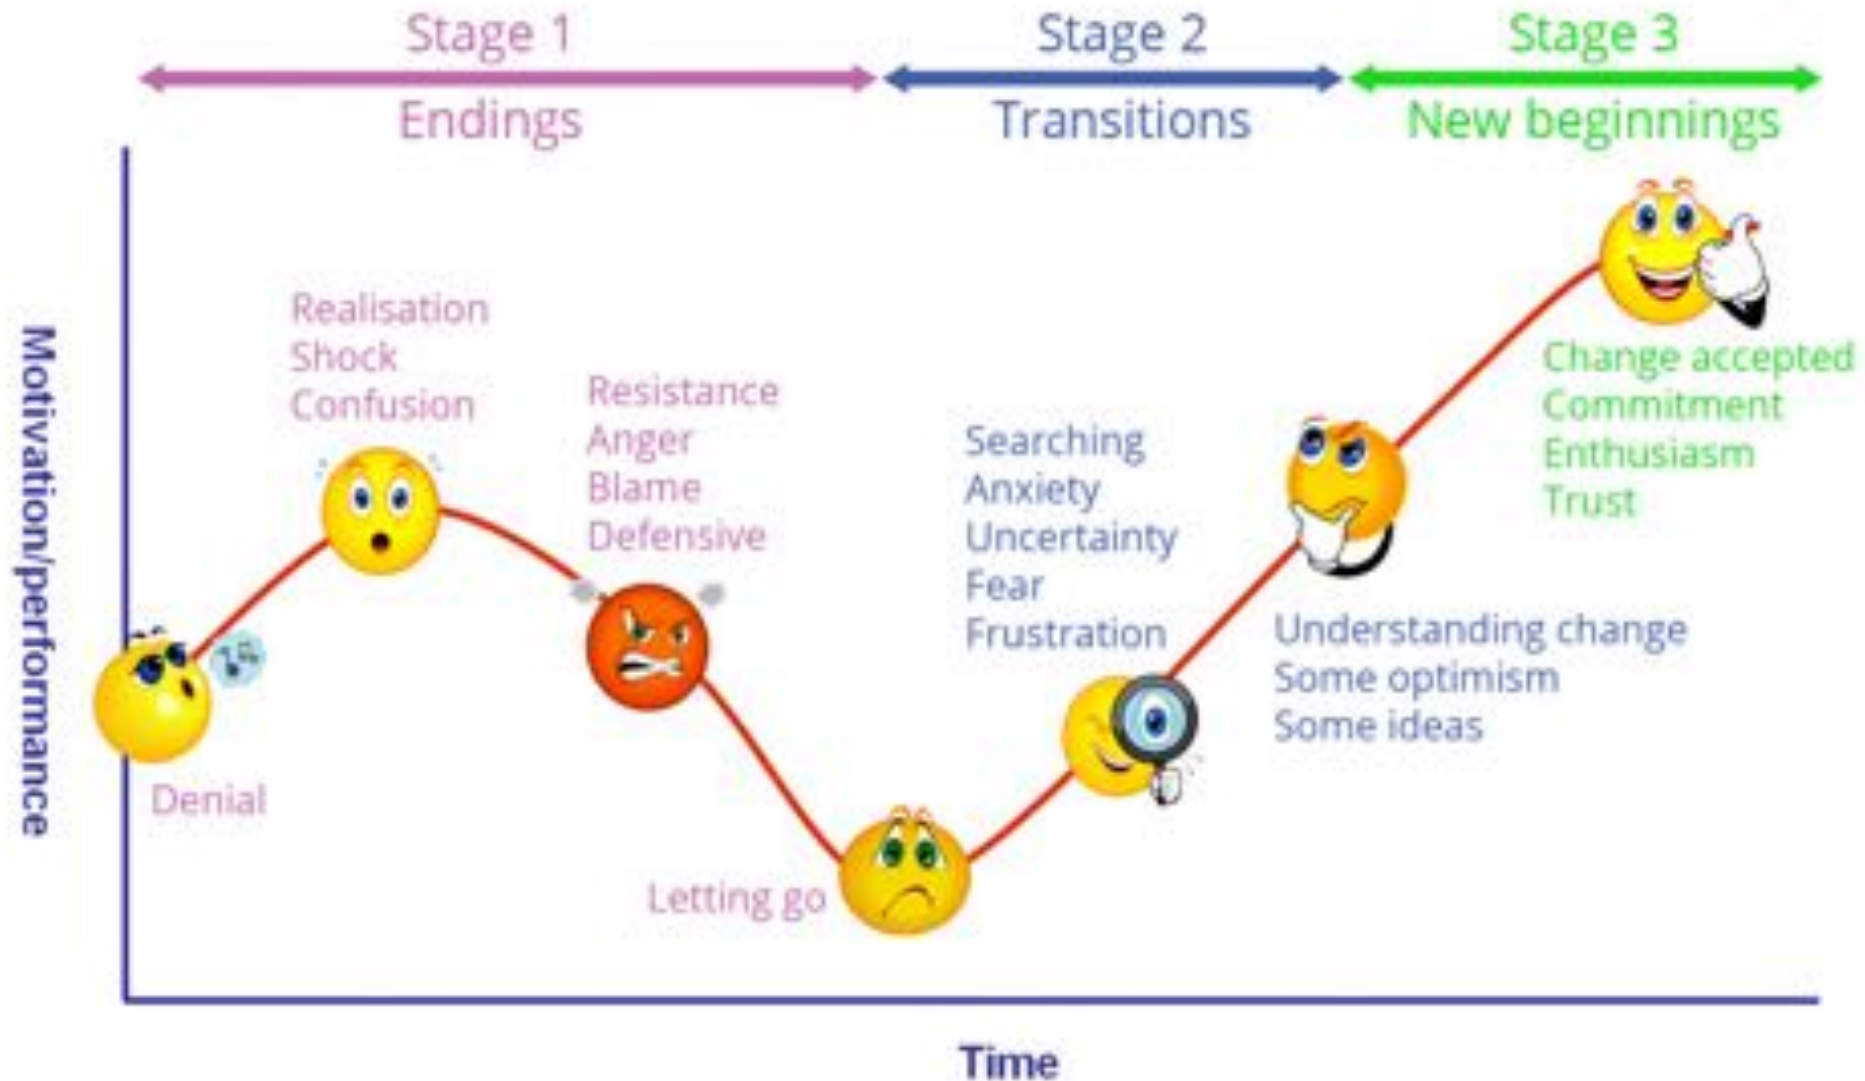 Stage 1
Stage 2
Stage 3
Endings
Transitions
New beginnings
Motivation/performance
Denial
Realisation
Shock
Confusion
Resistance
Anger
Blame
Defensive
Letting go
Searching
Anxiety
Uncertainty
Fear
Frustration
Understanding change
Some optimism
Some ideas
Change accepted
Commitment
Enthusiasm
Trust
Time